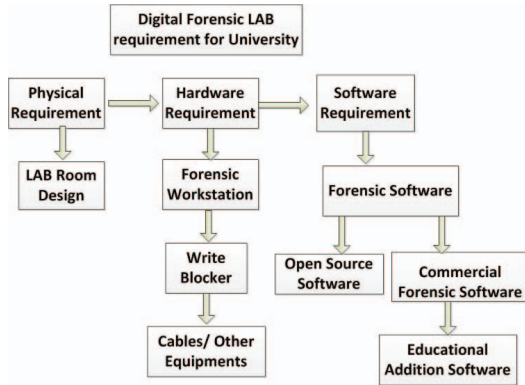 Digital Forensic LAB
requirement for University
Physical
Requirement
Hardware
Requirement
Software
Requirement
LAB Room
Design
Forensic
Workstation
Forensic Software
Write
Blocker
Open Source
Software
Commercial
Forensic Software
Cables/ Other
Equipments
Educational
Addition Software